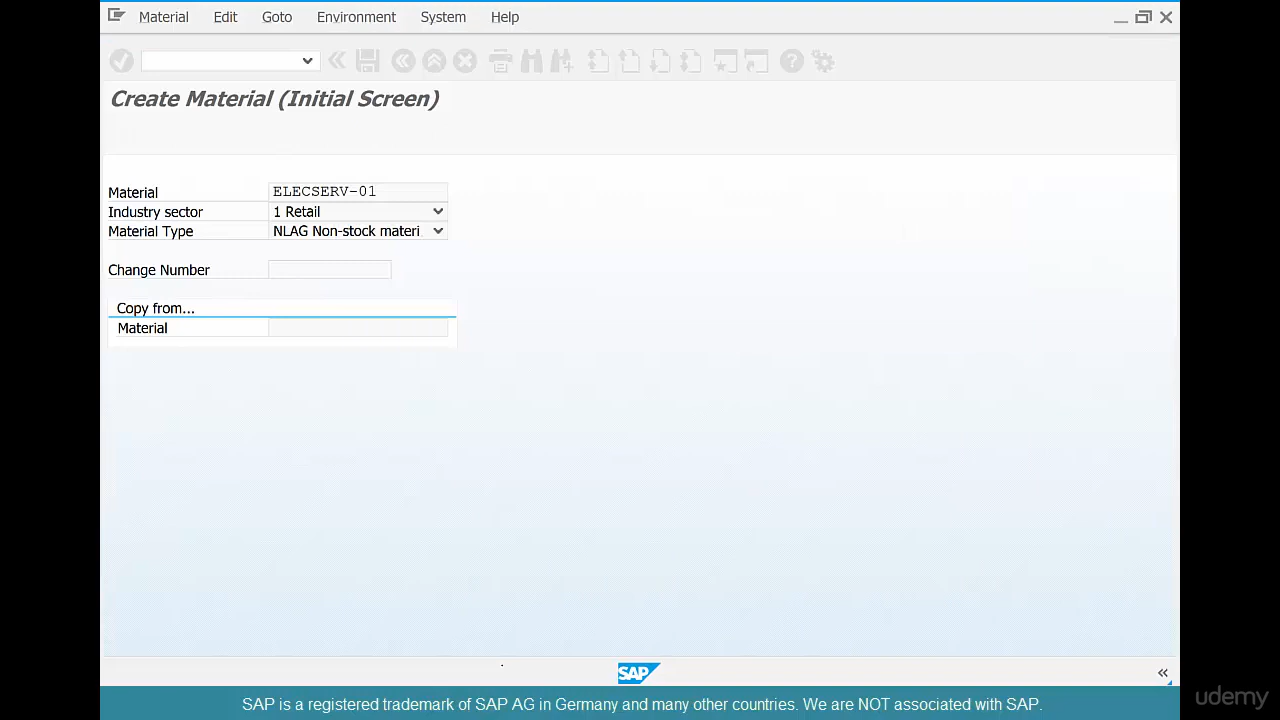 Material Edit Goto Environment System Help
Create Material (Initial Screen)
Material ELECSERV-01
Industry sector 1 Retail
Material Type NLAG Non-stock materi
Change Number
Copy from...
Material
SAP
SAP is a registered trademark of SAP AG in Germany and many other countries. We are NOT associated with SAP.
udemy